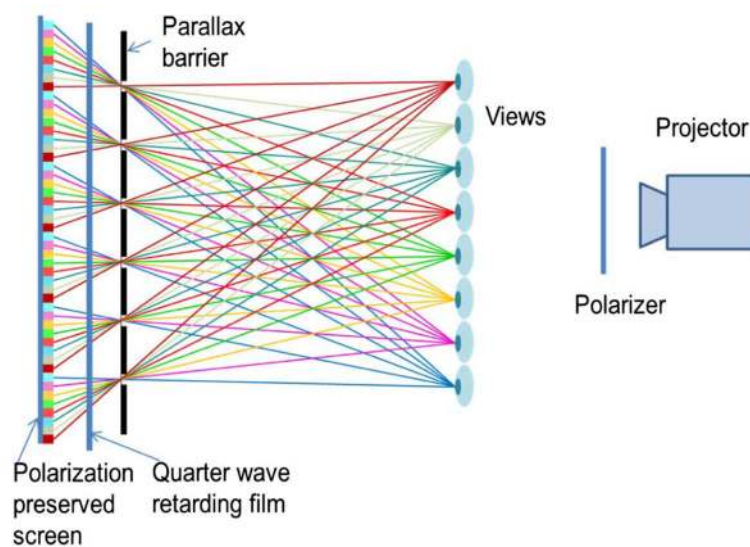 Parallax
barrier
Views
Projector
Polarizer
Polarization
preserved
screen
Quarter wave
retarding film